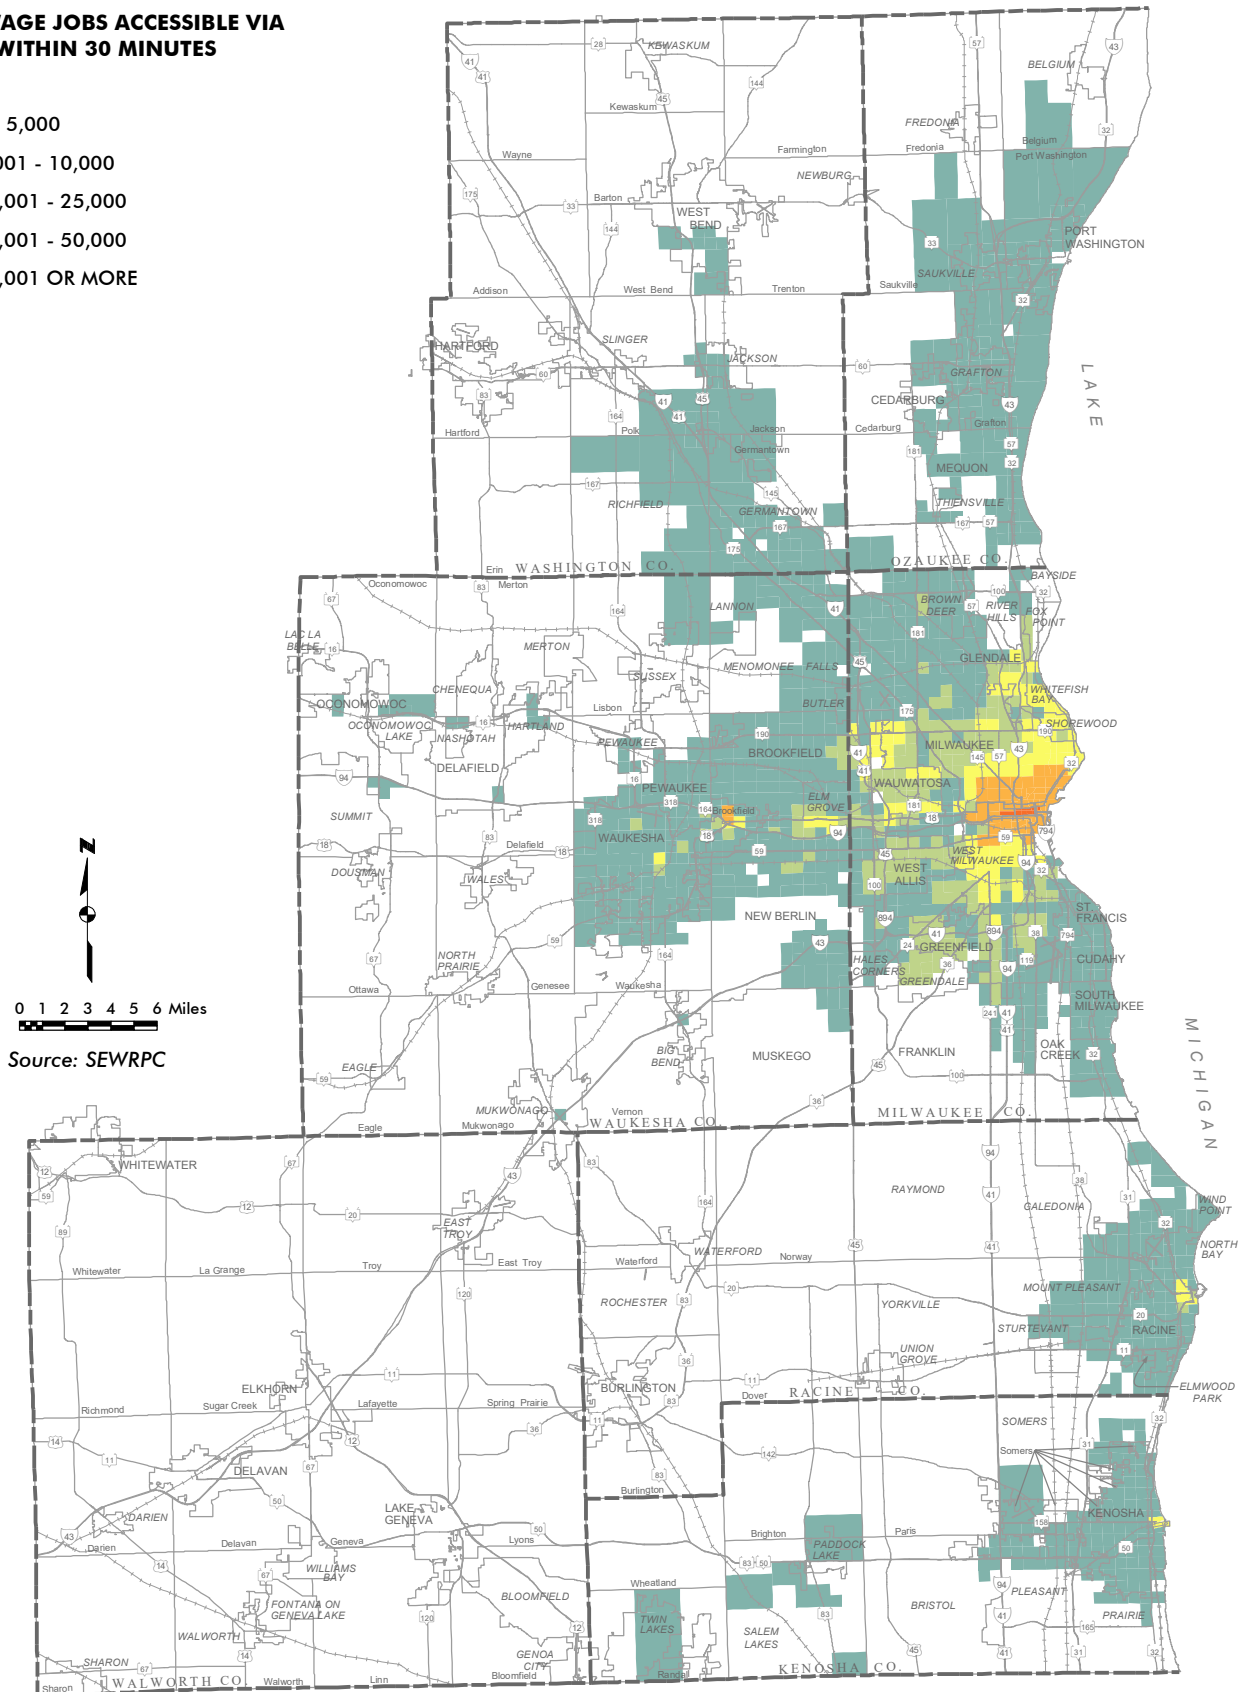 AGE JOBS ACCESSIBLE VIA
WITHIN 30 MINUTES
5,000
001 - 10,000
,001 - 25,000
,001 - 50,000
,001 OR MORE
KEWASKUM
BELGIUM
Kewaskum
FREDONIA
Belgium
Wayne
Farmington
Fredonia
Port Washington
NEWBURG
Barton
WEST
BEND
PORT
WASHINGTON
SAUKVILLE
Addison
West Bend
Trenton
Saukville
HARTFORD
SLINGER
JACKSON
GRAFTON
CEDARBURG
LAKE
Hartford
Polk
Jackson
Cedarburg
Grafton
Germantown
MEQUON
RICHFIELD
GERMANTOWN
THIENSVILLE
Erin
WASHINGTON CO.
OZAUKEE CO.
Oconomowoc
Merton
BAYSIDE
LANNON
BROWN
DEER
RIVER
HILLS
FOX
POINT
LAC LA
BELLE
MERTON
GLENDALE
MENOMONEE FALLS
SUSSEX
CHENEQUA
WHITEFISH
BAY
OCONOMOWOC
Lisbon
BUTLER
OCONOMOWOC
LAKE
NASHOTAH
HARTLAND
SHOREWOOD
PEWAUKEE
BROOKFIELD
MILWAUKEE
DELAFIELD
PEWAUKEE
WAUWATOSA
ELM
GROVE
Brookfield
SUMMIT
WAUKESHA
Delafield
WEST
MILWAUKEE
DOUSMAN
WALES
WEST
ALLIS
NEW BERLIN
ST.
FRANCIS
GREENFIELD
NORTH
PRAIRIE
HALES
CORNERS
CUDAHY
GREENDALE
Ottawa
Genesee
Waukesha
SOUTH
MILWAUKEE
0 1 2 3 4 5 6 Miles
Source: SEWRPC
EAGLE
BIG
BEND
MUSKEGO
FRANKLIN
OAK
CREEK
MICHIGAN
MUKWONAGO
Vernon
Eagle
Mukwonago
WAUKESHA CO.
MILWAUKEE CO.
WHITEWATER
RAYMOND
CALEDONIA
WIND
POINT
EAST
TROY
NORTH
BAY
WATERFORD
Whitewater
La Grange
Troy
East Troy
Waterford
Norway
ROCHESTER
MOUNT PLEASANT
YORKVILLE
STURTEVANT
RACINE
UNION
GROVE
ELKHORN
BURLINGTON
Dover
RACINE CO.
ELMWOOD
PARK
Richmond
Sugar Creek
Lafayette
Spring Prairie
SOMERS
Somers
DELAVAN
Burlington
LAKE
GENEVA
DARIEN
KENOSHA
Darien
Delavan
Geneva
Lyons
Brighton
Paris
PADDOCK
LAKE
WILLIAMS
BAY
Wheatland
BLOOMFIELD
PLEASANT
PRAIRIE
FONTANA ON
GENEVA LAKE
TWIN
LAKES
BRISTOL
WALWORTH
SALEM
LAKES
SHARON
GENOA
CITY
Sharon
WALWORTH CO.
Walworth
Linn
Bloomfield
Randall
KENOSHA CO.